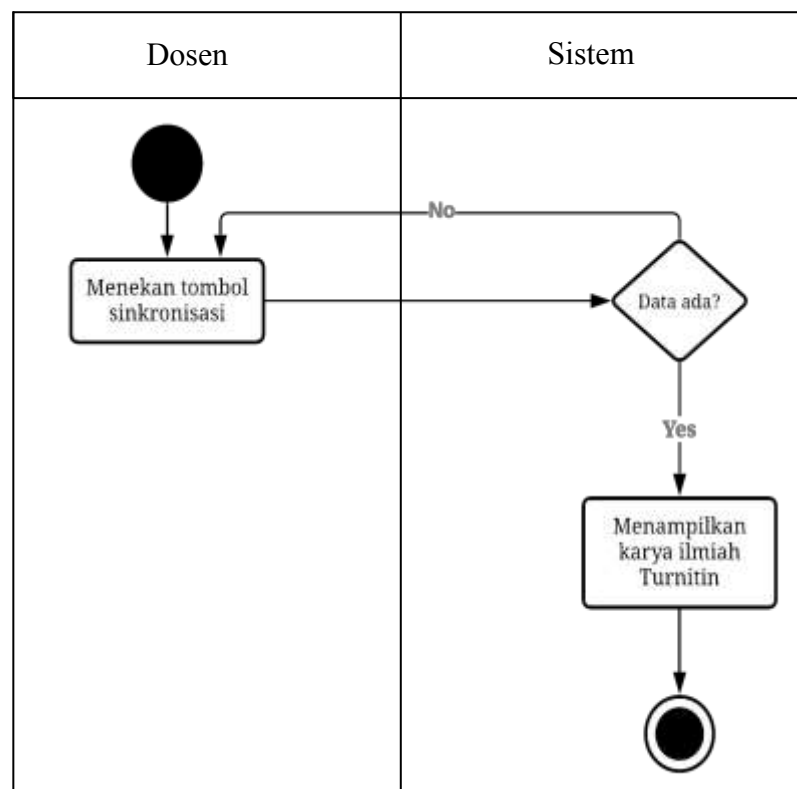 Dosen
Sistem
No
Menekan tombol
sinkronisasi
Data ada?
Yes
Menampilkan
karya ilmiah
Turnitin